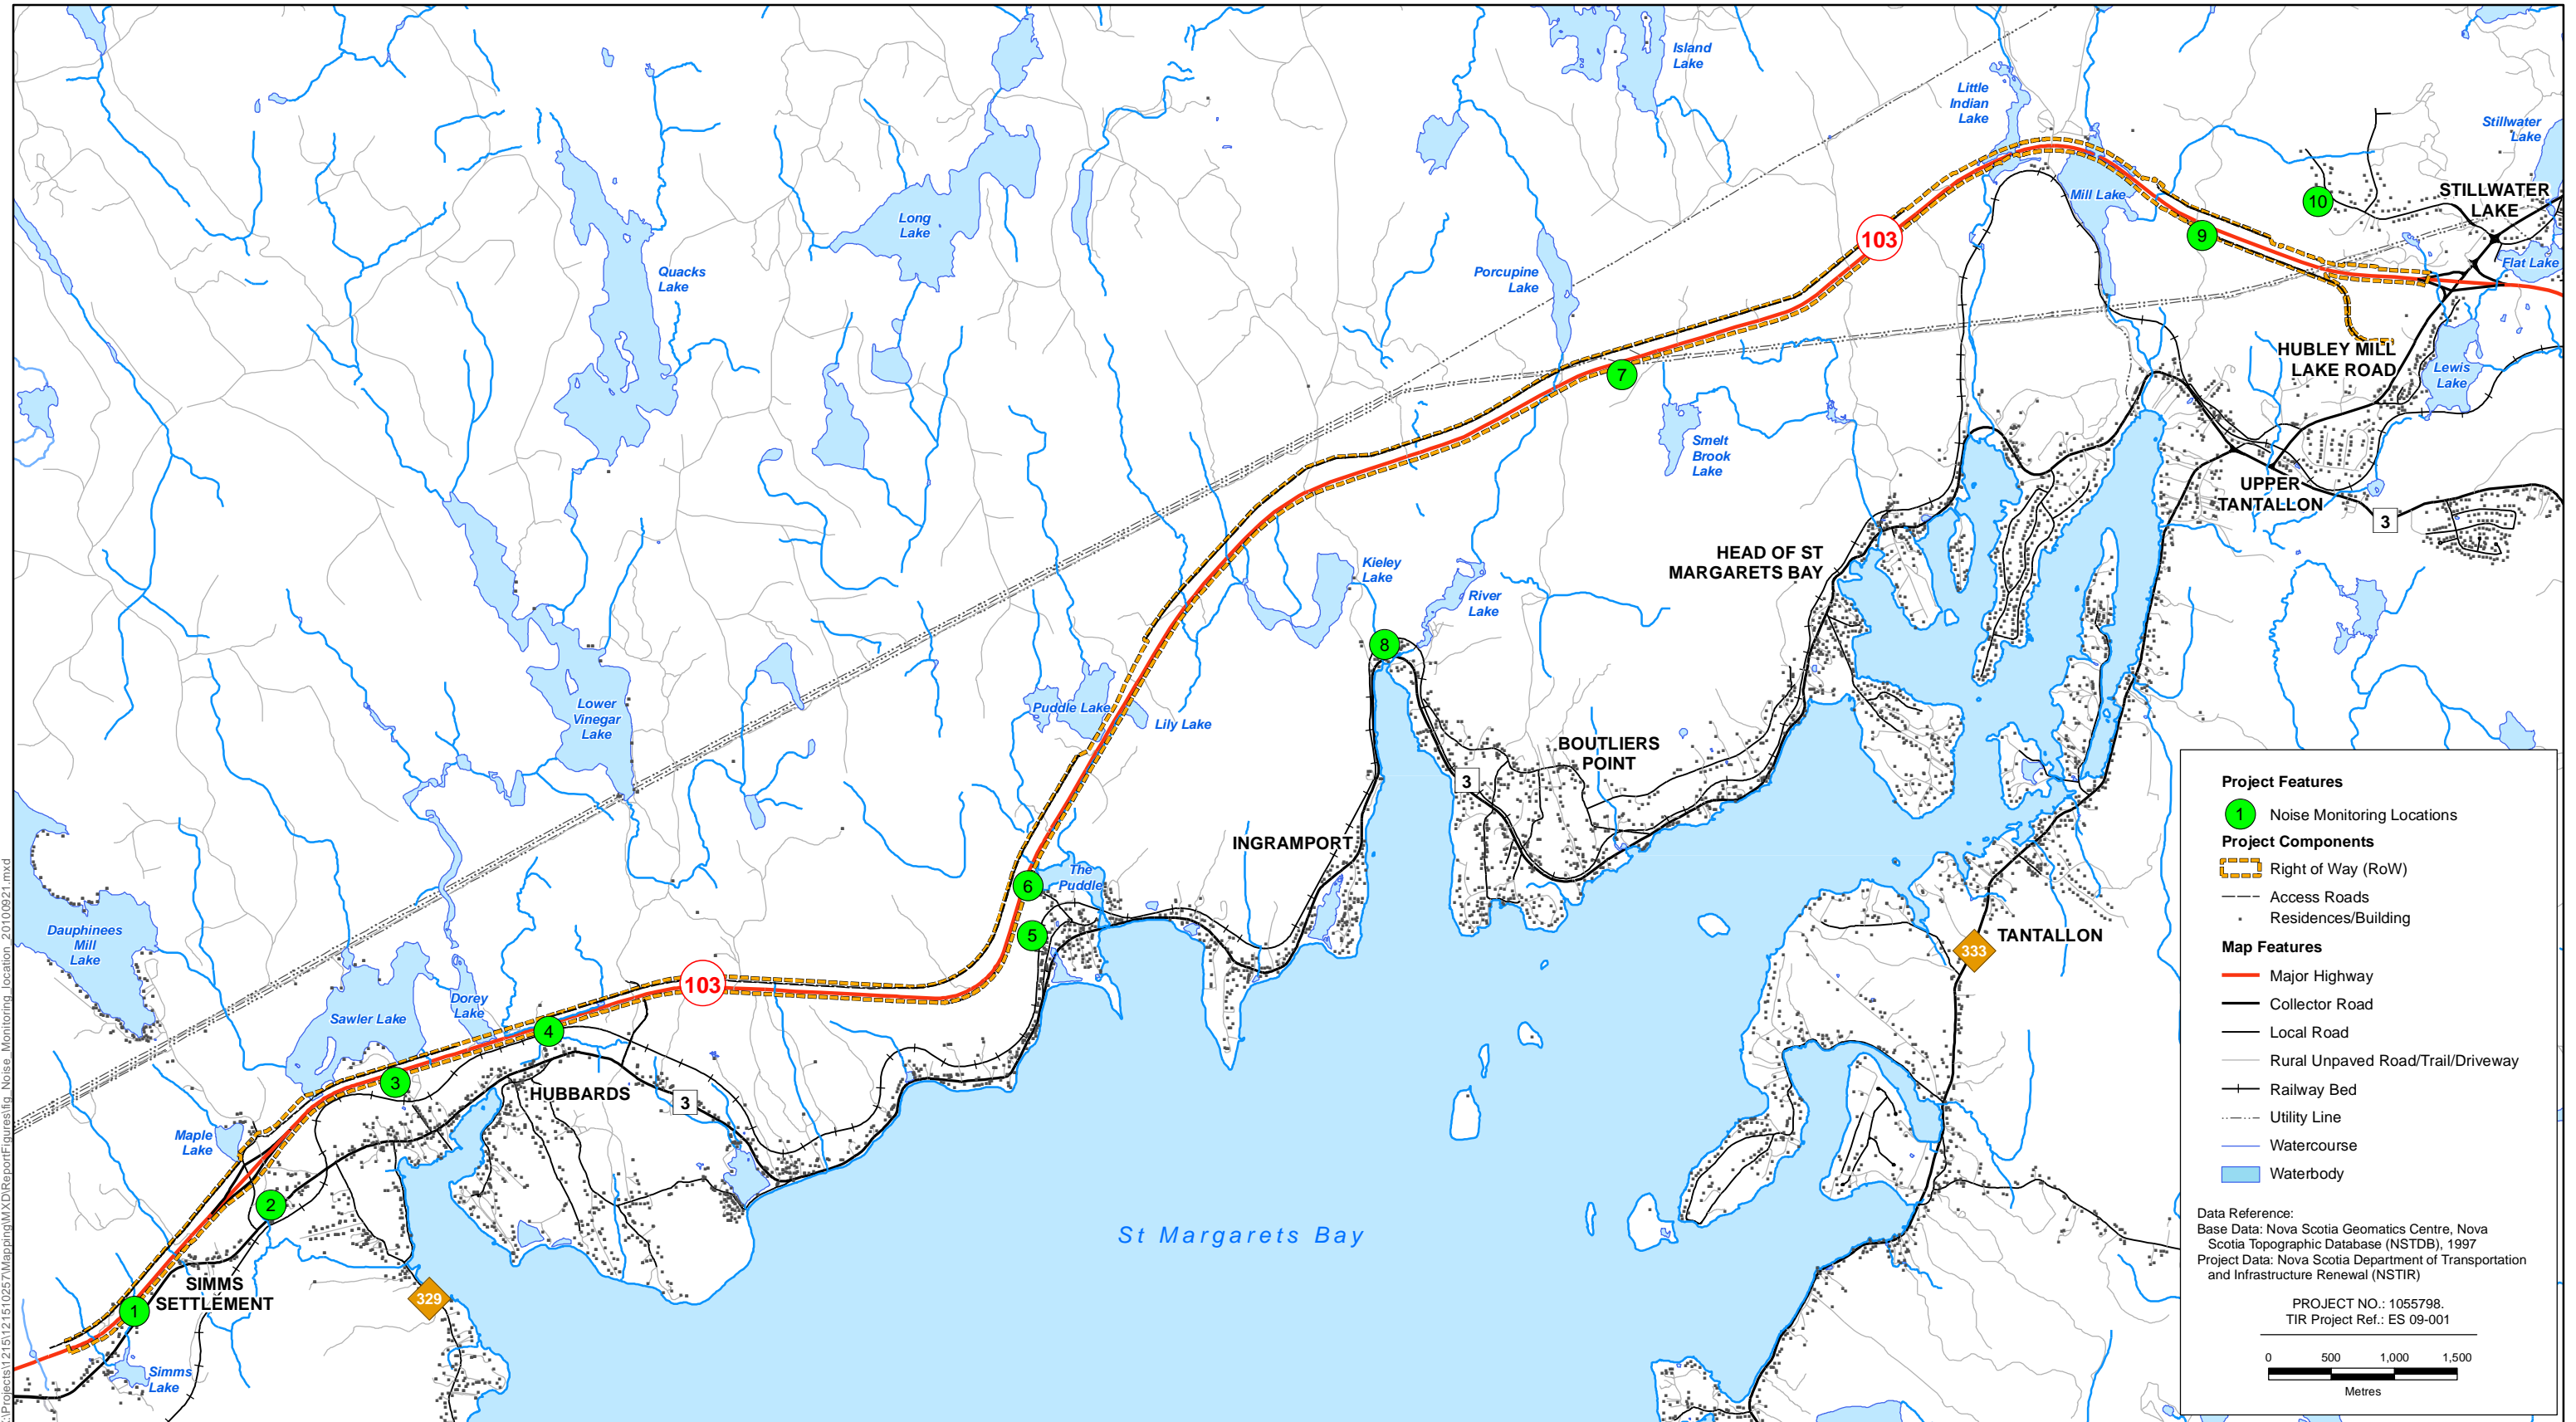 Island
Lake
Little
Indian
Lake
Stillwater
Lake
10
STILLWATER
LAKE
Mill Lake
Long
Lake
9
103
Flat Lake
Quacks
Lake
Porcupine
Lake
HUBLEY MILL
LAKE ROAD
Lewis
Lake
7
Smelt
Brook
Lake
UPPER
TANTALLON
3
HEAD OF ST
MARGARETS BAY
Kieley
Lake
River
Lake
8
Lower
Vinegar
Lake
Puddle Lake
Lily Lake
BOUTLIERS
POINT
3
INGRAMPORT
The
Puddle
6
5
Dauphinees
Mill
Lake
TANTALLON
333
103
Dorey
Lake
Sawler Lake
4
3
HUBBARDS
3
Maple
Lake
2
St Margarets Bay
SIMMS
SETTLEMENT
329
1
Simms
Lake
Project Features
1 Noise Monitoring Locations
Project Components
Right of Way (RoW)
Access Roads
Residences/Building
Map Features
Major Highway
Collector Road
Local Road
Rural Unpaved Road/Trail/Driveway
Railway Bed
Utility Line
Watercourse
Waterbody
Data Reference:
Base Data: Nova Scotia Geomatics Centre, Nova
Scotia Topographic Database (NSTDB), 1997
Project Data: Nova Scotia Department of Transportation
and Infrastructure Renewal (NSTIR)
PROJECT NO.: 1055798.
TIR Project Ref.: ES 09-001
0 500 1,000 1,500
Metres